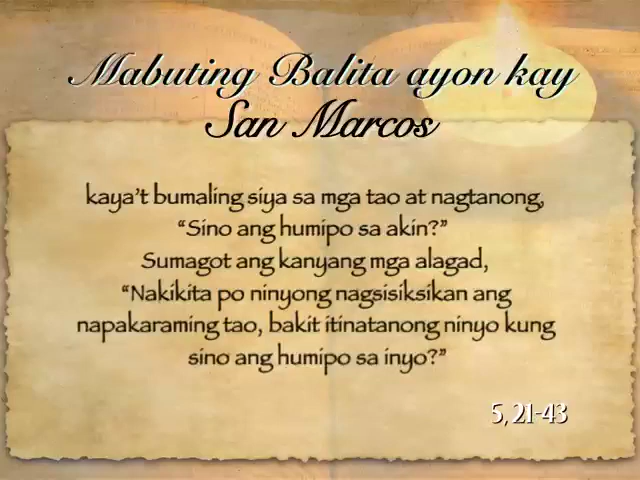 Mabuting Balita ayon kay
San Marcos
kaya't bumaling siya sa mga tao at nagtanong,
“Sino ang humipo sa akin?”
Sumagot ang kanyang mga alagad,
“Nakikita po ninyong nagsisiksikan ang
napakaraming tao, bakit itinatanong ninyo kung
sino ang humipo sa inyo?”
5, 21-43